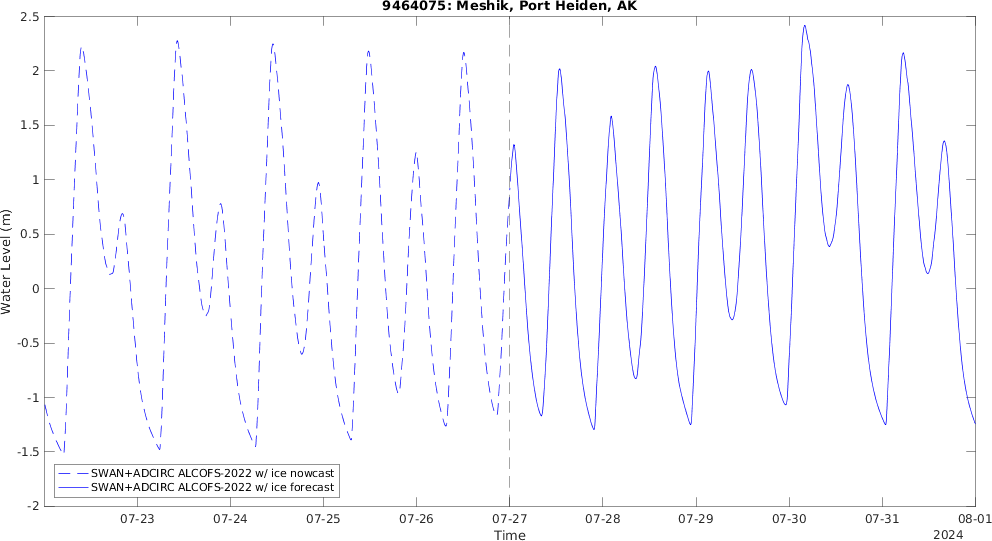 9464075: Meshik, Port Heiden, AK
2.5
2
1.5
1
0.5
0
-0.5
-1
-1.5
-2
Water Level (m)
SWAN+ADCIRC ALCOFS-2022 w/ ice nowcast
SWAN+ADCIRC ALCOFS-2022 w/ ice forecast
07-23 07-24 07-25 07-26 07-27 07-28 07-29 07-30 07-31 08-01
Time
2024